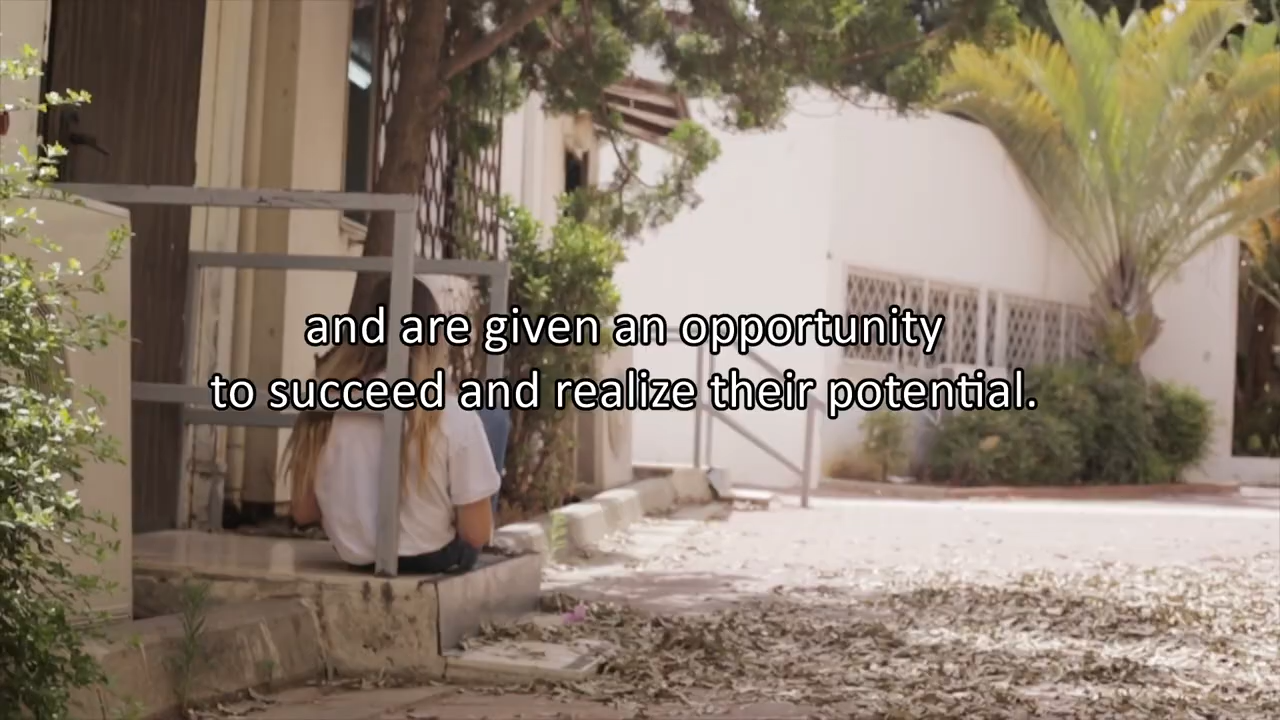 and are given an opportunity
to succeed and realize their potential.